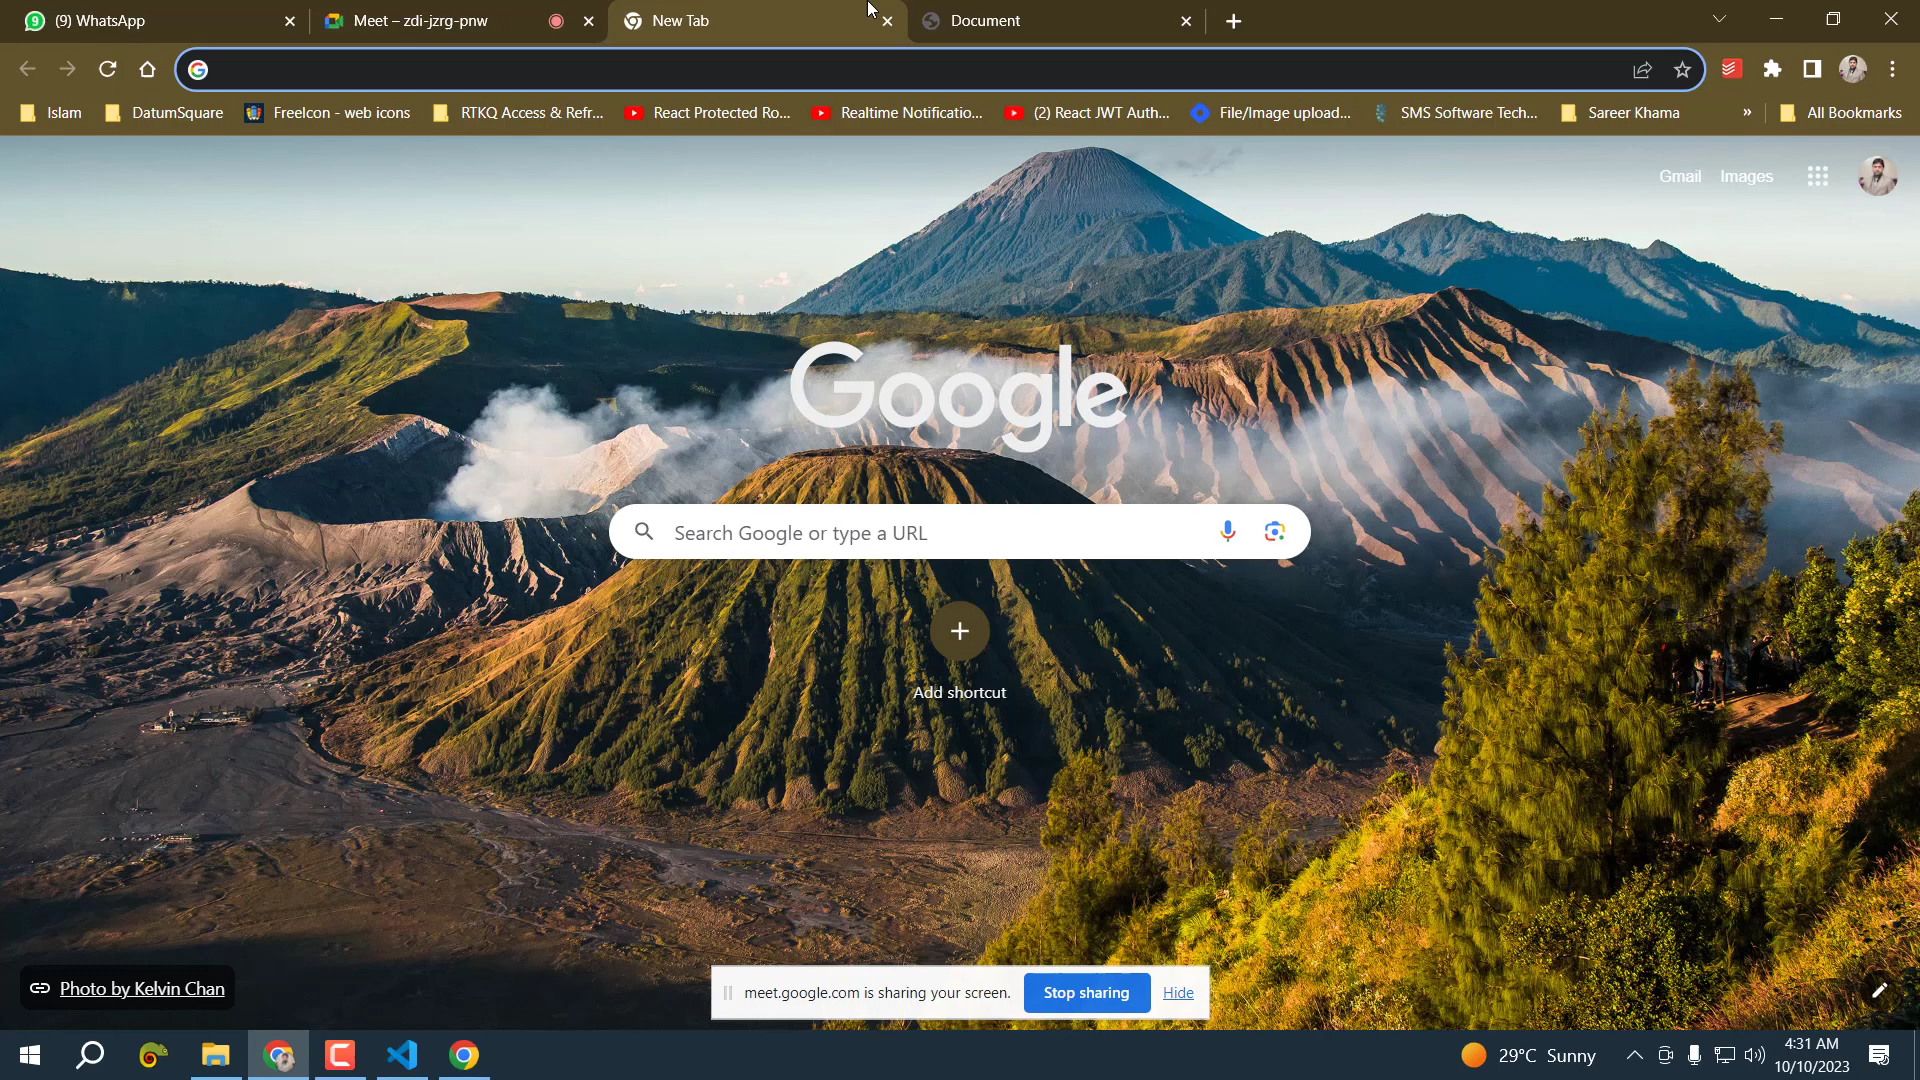 (9) WhatsApp
Meet – zdi-jzrg-pnw
New Tab
Document
Islam
DatumSquare
FreeIcon - web icons
RTKQ Access & Refr...
React Protected Ro...
Realtime Notificatio...
(2) React JWT Auth...
File/Image upload...
SMS Software Tech...
Sareer Khama
»
All Bookmarks
Gmail
Images
Google
Search Google or type a URL
Add shortcut
Photo by Kelvin Chan
meet.google.com is sharing your screen.
Stop sharing
Hide
29°C Sunny
4:31 AM
10/10/2023